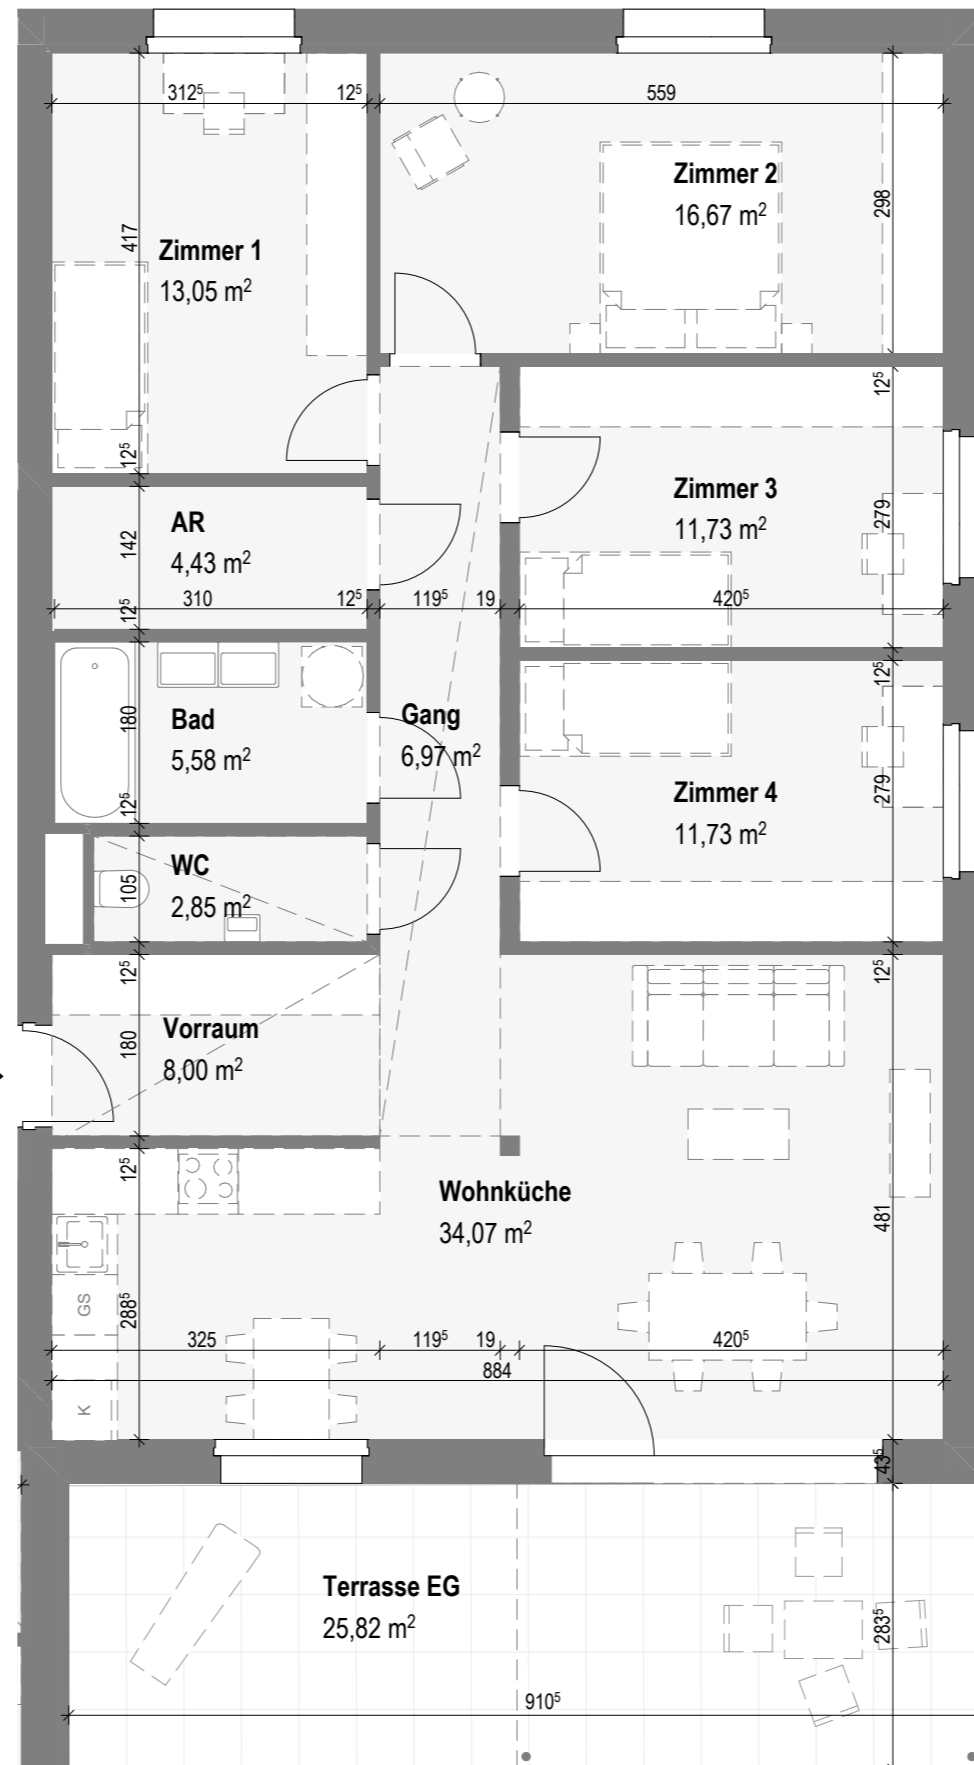 312⁵
12⁵
559
Zimmer 1
13,05 m²
417
12⁵
Zimmer 2
16,67 m²
298
12⁵
Zimmer 3
11,73 m²
279
AR
4,43 m²
142
12⁵
310
12⁵
119⁵
19
420⁵
Bad
5,58 m²
180
12⁵
Gang
6,97 m²
12⁵
Zimmer 4
11,73 m²
279
WC
2,85 m²
105
12⁵
12⁵
Vorraum
8,00 m²
180
12⁵
Wohnküche
34,07 m²
481
GS
K
288⁵
325
119⁵
19
420⁵
884
43⁵
Terrasse EG
25,82 m²
283⁵
910⁵